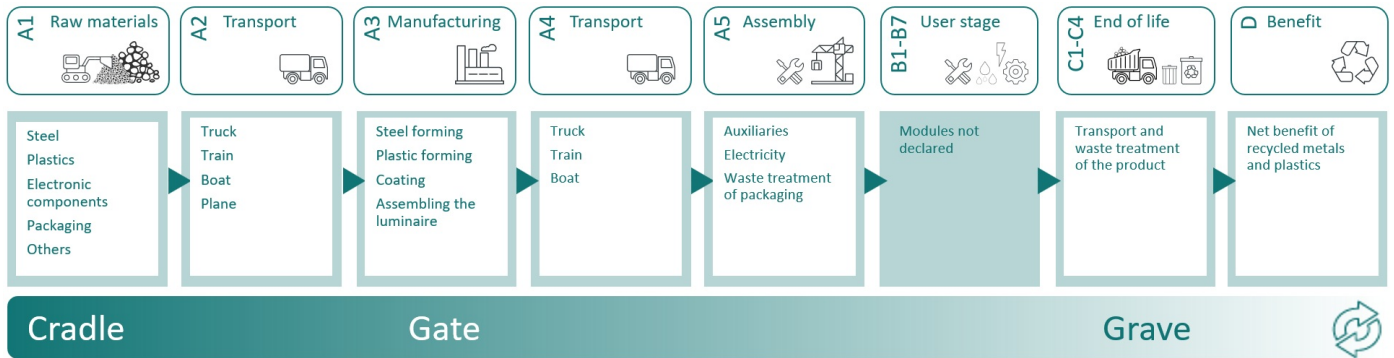 A1 Raw materials
A2 Transport
A3 Manufacturing
A4 Transport
A5 Assembly
B1-B7 User stage
C1-C4 End of life
D Benefit
Steel
Plastics
Electronic
components
Packaging
Others
Truck
Train
Boat
Plane
Steel forming
Plastic forming
Coating
Assembling the
luminaire
Truck
Train
Boat
Auxiliaries
Electricity
Waste treatment
of packaging
Modules not
declared
Transport and
waste treatment
of the product
Net benefit of
recycled metals
and plastics
Cradle
Gate
Grave